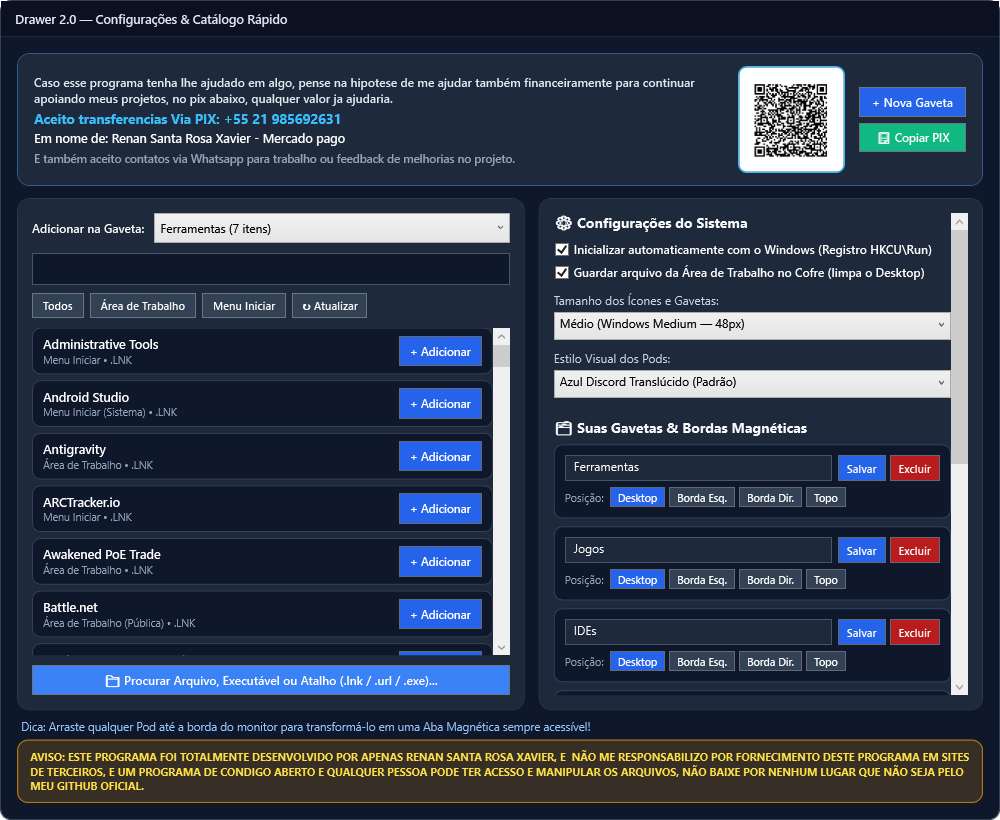 Drawer 2.0 — Configurações & Catálogo Rápido
Caso esse programa tenha lhe ajudado em algo, pense na hipotese de me ajudar também financeiramente para continuar
apoiando meus projetos, no pix abaixo, qualquer valor ja ajudaria.
Aceito transferencias Via PIX: +55 21 985692631
Em nome de: Renan Santa Rosa Xavier - Mercado pago
E também aceito contatos via Whatsapp para trabalho ou feedback de melhorias no projeto.
+ Nova Gaveta
Copiar PIX
Adicionar na Gaveta: Ferramentas (7 itens)
Todos Área de Trabalho Menu Iniciar ↻ Atualizar
Administrative Tools
Menu Iniciar • .LNK
+ Adicionar
Android Studio
Menu Iniciar (Sistema) • .LNK
+ Adicionar
Antigravity
Área de Trabalho • .LNK
+ Adicionar
ARCTracker.io
Menu Iniciar • .LNK
+ Adicionar
Awakened PoE Trade
Área de Trabalho • .LNK
+ Adicionar
Battle.net
Área de Trabalho (Pública) • .LNK
+ Adicionar
Procurar Arquivo, Executável ou Atalho (.lnk / .url / .exe)...
Configurações do Sistema
Inicializar automaticamente com o Windows (Registro HKCU\Run)
Guardar arquivo da Área de Trabalho no Cofre (limpa o Desktop)
Tamanho dos Ícones e Gavetas:
Médio (Windows Medium — 48px)
Estilo Visual dos Pods:
Azul Discord Translúcido (Padrão)
Suas Gavetas & Bordas Magnéticas
Ferramentas Salvar Excluir
Posição: Desktop Borda Esq. Borda Dir. Topo
Jogos Salvar Excluir
Posição: Desktop Borda Esq. Borda Dir. Topo
IDEs Salvar Excluir
Posição: Desktop Borda Esq. Borda Dir. Topo
Dica: Arraste qualquer Pod até a borda do monitor para transformá-lo em uma Aba Magnética sempre acessível!
AVISO: ESTE PROGRAMA FOI TOTALMENTE DESENVOLVIDO POR APENAS RENAN SANTA ROSA XAVIER, E NÃO ME RESPONSABILIZO POR FORNECIMENTO DESTE PROGRAMA EM SITES
DE TERCEIROS, E UM PROGRAMA DE CONDIGO ABERTO E QUALQUER PESSOA PODE TER ACESSO E MANIPULAR OS ARQUIVOS, NÃO BAIXE POR NENHUM LUGAR QUE NÃO SEJA PELO
MEU GITHUB OFICIAL.